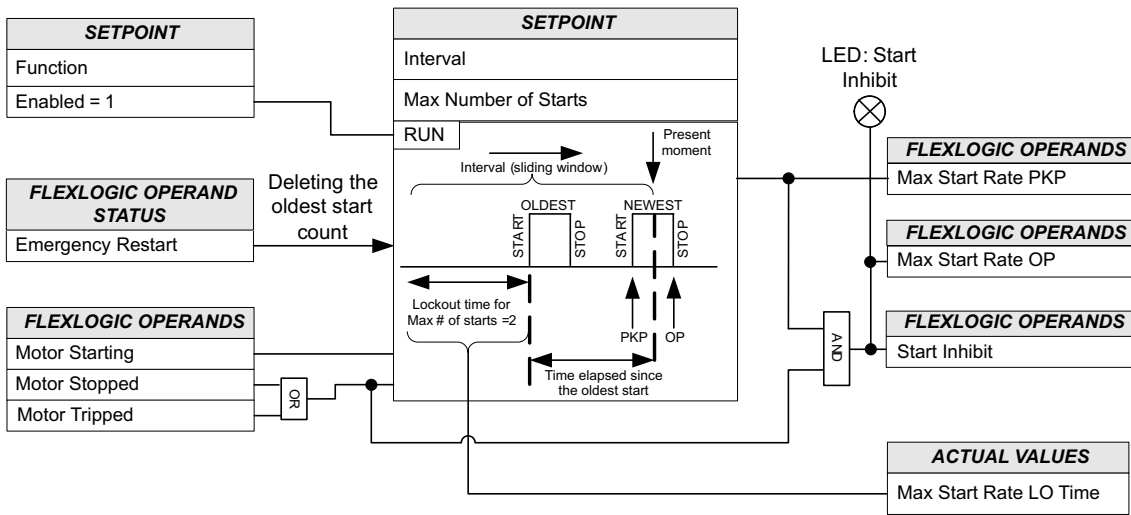 SETPOINT
Function
Enabled = 1
FLEXLOGIC OPERAND
STATUS
Emergency Restart
Deleting the
oldest start
count
FLEXLOGIC OPERANDS
Motor Starting
Motor Stopped
Motor Tripped
OR
SETPOINT
Interval
Max Number of Starts
RUN
Present
moment
Interval (sliding window)
OLDEST
NEWEST
START
STOP
START
STOP
Lockout time for
Max # of starts =2
PKP
OP
Time elapsed since
the oldest start
AND
LED: Start
Inhibit
FLEXLOGIC OPERANDS
Max Start Rate PKP
FLEXLOGIC OPERANDS
Max Start Rate OP
FLEXLOGIC OPERANDS
Start Inhibit
ACTUAL VALUES
Max Start Rate LO Time